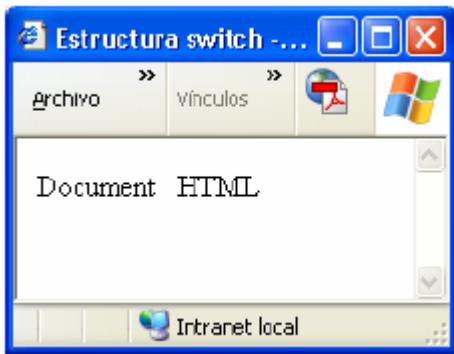 Estructura switch -...
Archivo » Vínculos »
Document HTML
Intranet local